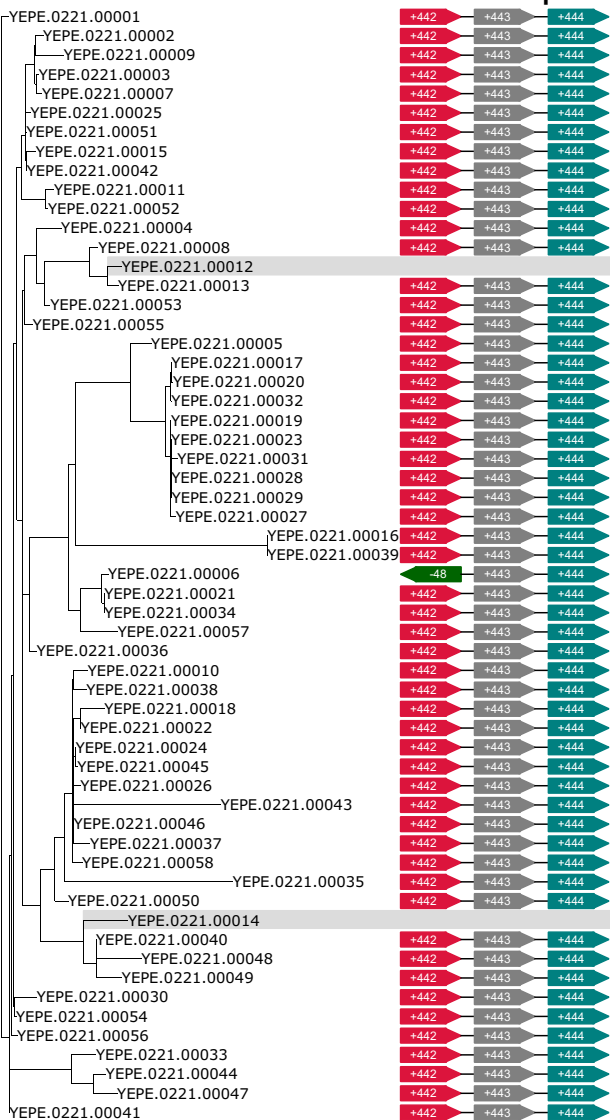 YEPE.0221.00001 +442 +443 +444
YEPE.0221.00002 +442 +443 +444
YEPE.0221.00009 +442 +443 +444
YEPE.0221.00003 +442 +443 +444
YEPE.0221.00007 +442 +443 +444
YEPE.0221.00025 +442 +443 +444
YEPE.0221.00051 +442 +443 +444
YEPE.0221.00015 +442 +443 +444
YEPE.0221.00042 +442 +443 +444
YEPE.0221.00011 +442 +443 +444
YEPE.0221.00052 +442 +443 +444
YEPE.0221.00004 +442 +443 +444
YEPE.0221.00008 +442 +443 +444
YEPE.0221.00012
YEPE.0221.00013 +442 +443 +444
YEPE.0221.00053 +442 +443 +444
YEPE.0221.00055 +442 +443 +444
YEPE.0221.00005 +442 +443 +444
YEPE.0221.00017 +442 +443 +444
YEPE.0221.00020 +442 +443 +444
YEPE.0221.00032 +442 +443 +444
YEPE.0221.00019 +442 +443 +444
YEPE.0221.00023 +442 +443 +444
YEPE.0221.00031 +442 +443 +444
YEPE.0221.00028 +442 +443 +444
YEPE.0221.00029 +442 +443 +444
YEPE.0221.00027 +442 +443 +444
YEPE.0221.00016 +442 +443 +444
YEPE.0221.00039 +442 +443 +444
YEPE.0221.00006 -48 +443 +444
YEPE.0221.00021 +442 +443 +444
YEPE.0221.00034 +442 +443 +444
YEPE.0221.00057 +442 +443 +444
YEPE.0221.00036 +442 +443 +444
YEPE.0221.00010 +442 +443 +444
YEPE.0221.00038 +442 +443 +444
YEPE.0221.00018 +442 +443 +444
YEPE.0221.00022 +442 +443 +444
YEPE.0221.00024 +442 +443 +444
YEPE.0221.00045 +442 +443 +444
YEPE.0221.00026 +442 +443 +444
YEPE.0221.00043 +442 +443 +444
YEPE.0221.00046 +442 +443 +444
YEPE.0221.00037 +442 +443 +444
YEPE.0221.00058 +442 +443 +444
YEPE.0221.00035 +442 +443 +444
YEPE.0221.00050 +442 +443 +444
YEPE.0221.00014
YEPE.0221.00040 +442 +443 +444
YEPE.0221.00048 +442 +443 +444
YEPE.0221.00049 +442 +443 +444
YEPE.0221.00030 +442 +443 +444
YEPE.0221.00054 +442 +443 +444
YEPE.0221.00056 +442 +443 +444
YEPE.0221.00033 +442 +443 +444
YEPE.0221.00044 +442 +443 +444
YEPE.0221.00047 +442 +443 +444
YEPE.0221.00041 +442 +443 +444